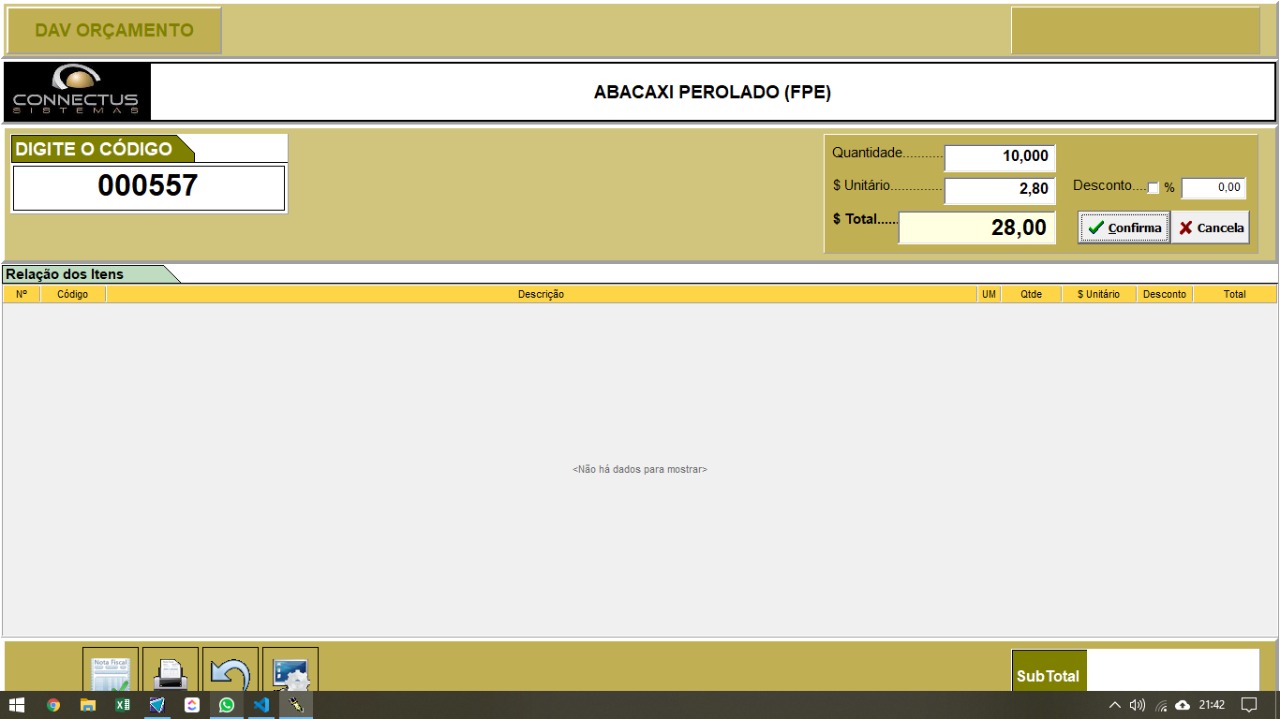 DAV ORÇAMENTO
CONNECTUS
SISTEMAS
ABACAXI PEROLADO (FPE)
DIGITE O CÓDIGO
000557
Quantidade........... 10,000
$ Unitário.............. 2,80
Desconto.... % 0,00
$ Total...... 28,00
Confirma Cancela
Relação dos Itens
Nº Código Descrição UM Qtde $ Unitário Desconto Total
<Não há dados para mostrar>
Nota Fiscal
SubTotal
21:42